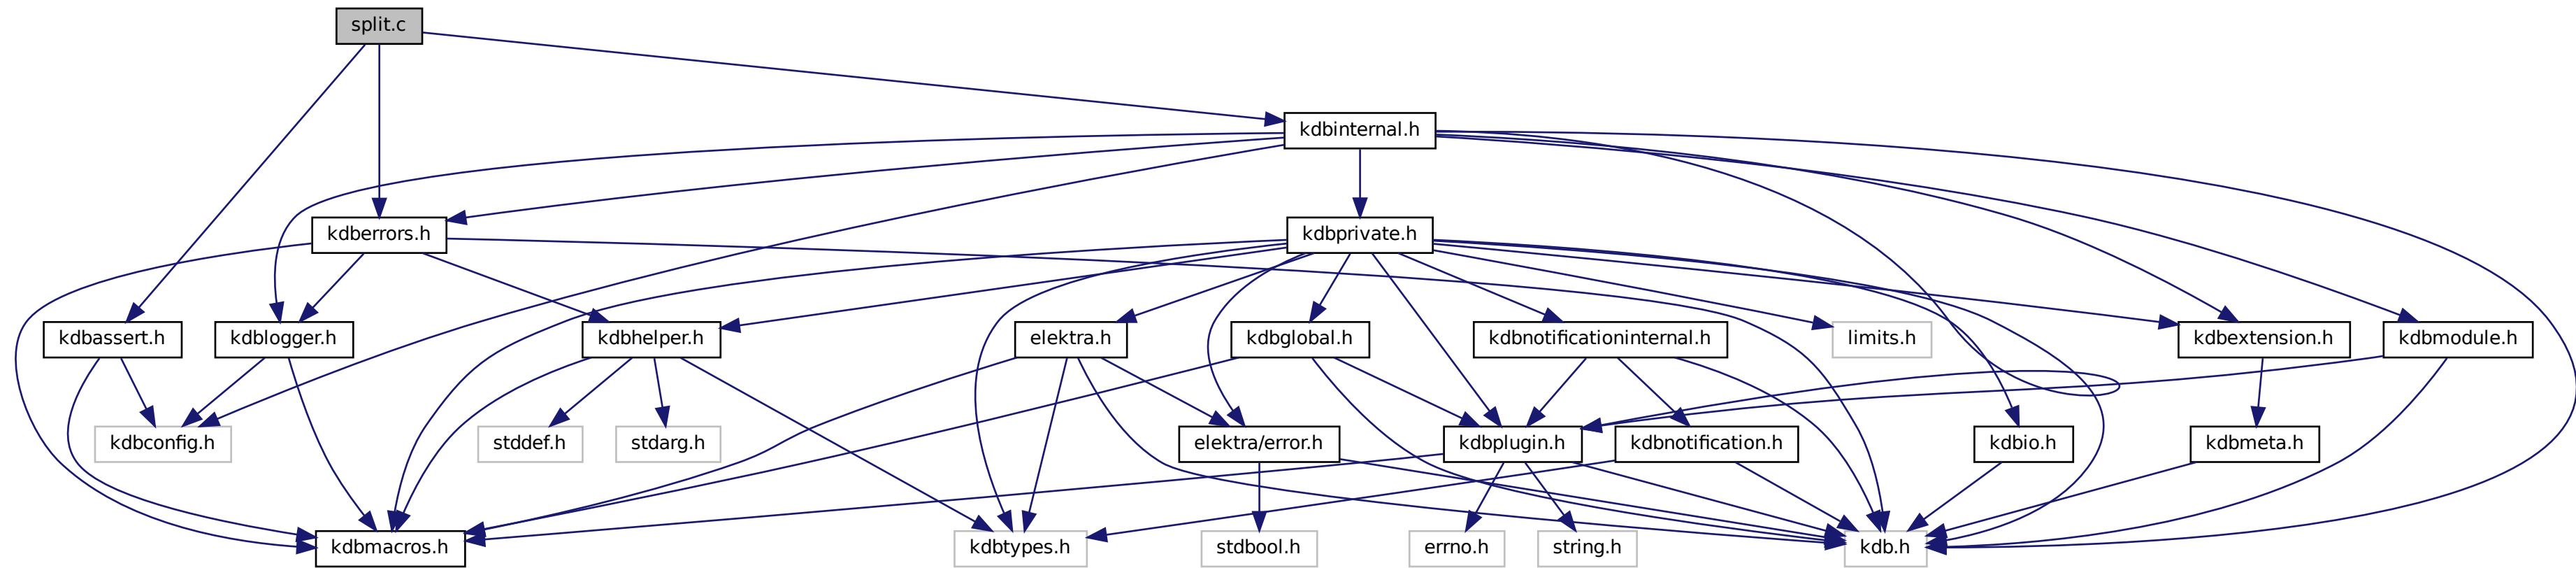 split.c
kdbinternal.h
kdberrors.h
kdbprivate.h
kdbassert.h
kdblogger.h
kdbhelper.h
elektra.h
kdbglobal.h
kdbnotificationinternal.h
limits.h
kdbextension.h
kdbmodule.h
kdbconfig.h
stddef.h
stdarg.h
elektra/error.h
kdbplugin.h
kdbnotification.h
kdbio.h
kdbmeta.h
kdbmacros.h
kdbtypes.h
stdbool.h
errno.h
string.h
kdb.h